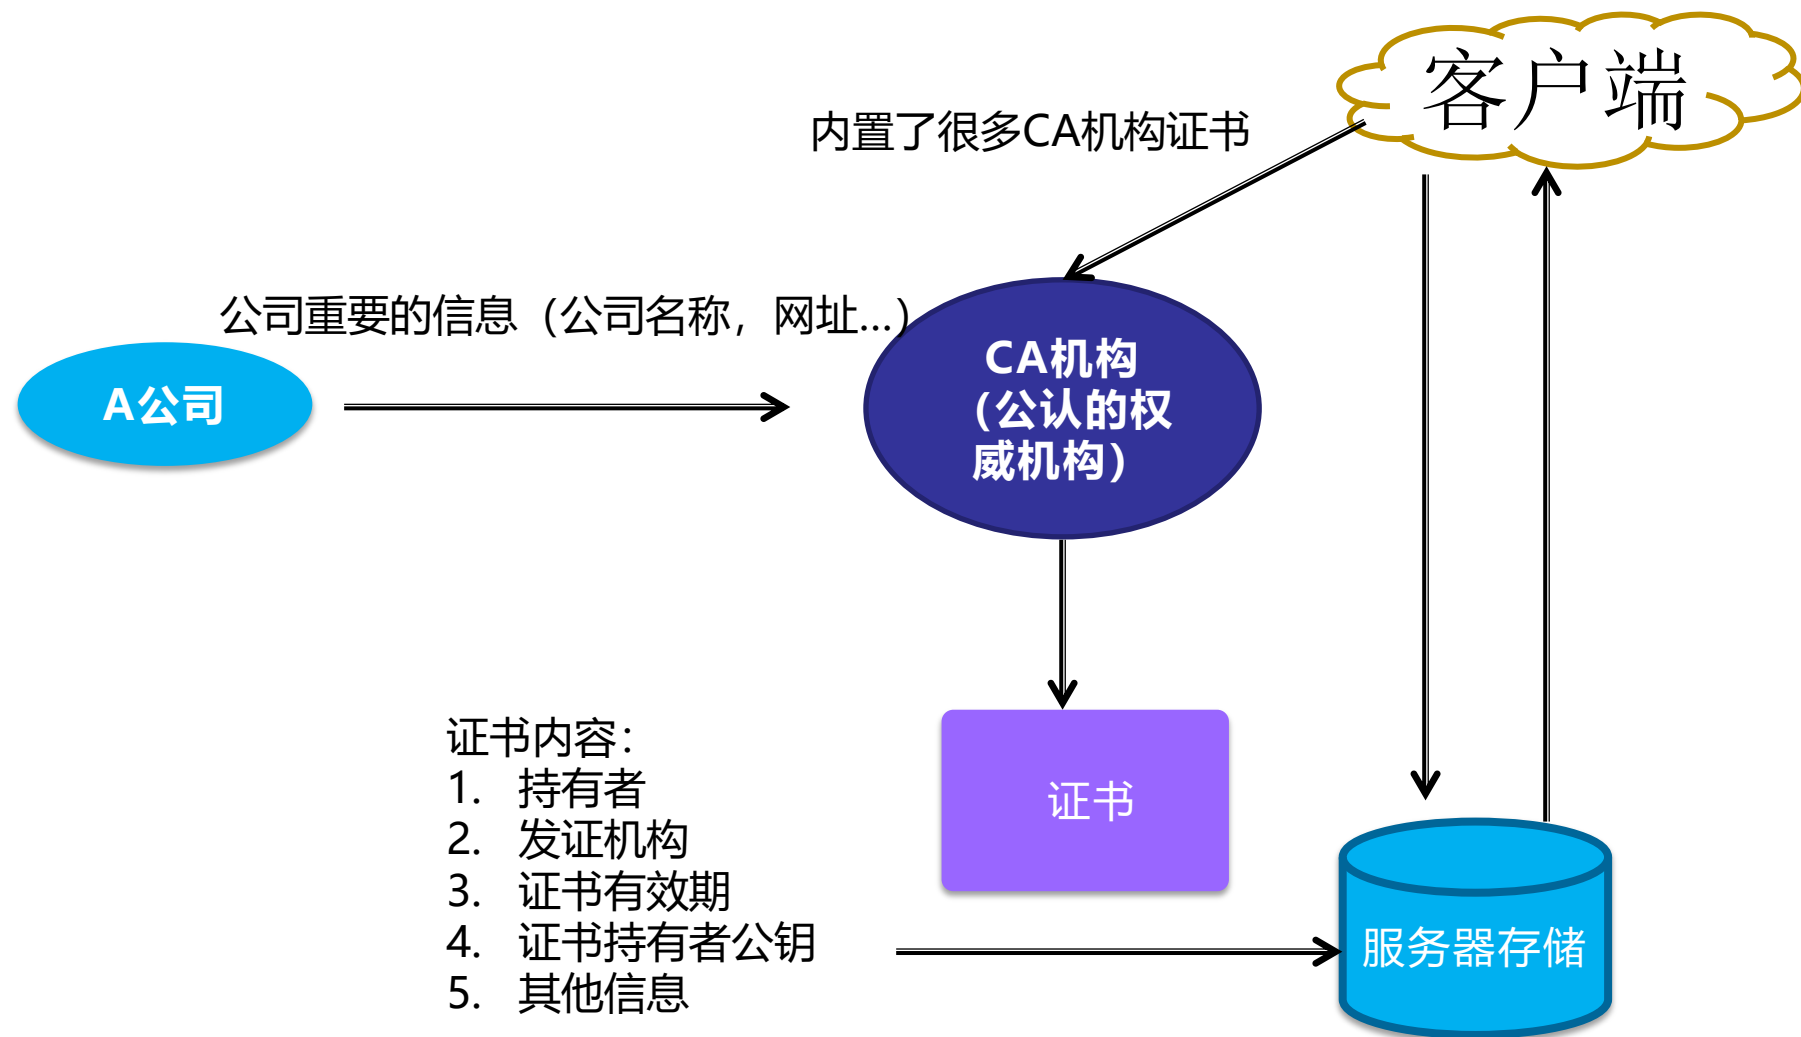 客户端
内置了很多CA机构证书
公司重要的信息（公司名称，网址...）
A公司
CA机构
（公认的权
威机构）
证书内容：
1. 持有者
2. 发证机构
3. 证书有效期
4. 证书持有者公钥
5. 其他信息
证书
服务器存储